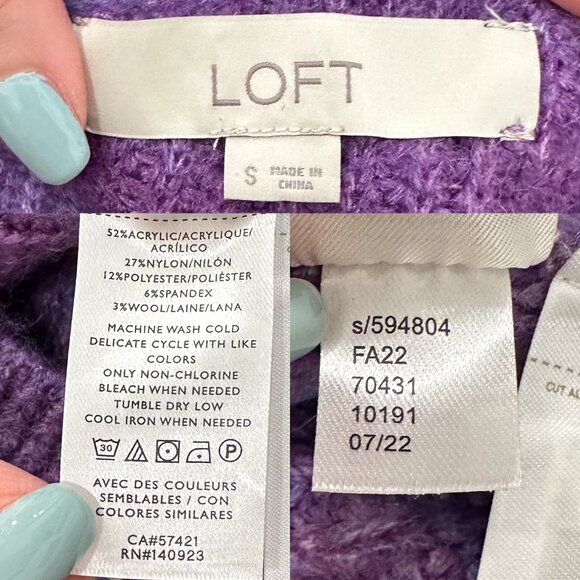 LOFT
S MADE IN
CHINA
52%ACRYLIC/ACRYLIQUE/
ACRÍLICO
27%NYLON/NILÓN
12%POLYESTER/POLIÉSTER
6%SPANDEX
3%WOOL/LAINE/LANA
MACHINE WASH COLD
DELICATE CYCLE WITH LIKE
COLORS
ONLY NON-CHLORINE
BLEACH WHEN NEEDED
TUMBLE DRY LOW
COOL IRON WHEN NEEDED
30 P
AVEC DES COULEURS
SEMBLABLES / CON
COLORES SIMILARES
CA#57421
RN#140923
s/594804
FA22
70431
10191
07/22
CUT